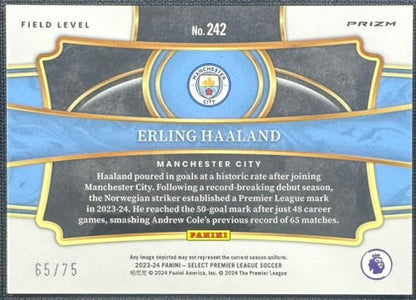 FIELD LEVEL
No. 242
PRIZM
MANCHESTER
CITY
ERLING HAALAND
MANCHESTER CITY
Haaland poured in goals at a historic rate after joining
Manchester City. Following a record-breaking debut season,
the Norwegian striker established a Premier League mark
in 2023-24. He reached the 50-goal mark after just 48 career
games, smashing Andrew Cole's previous record of 65 matches.
PANINI
65/75
Any image depicted may not represent the current season uniform.
2023-24 PANINI – SELECT PREMIER LEAGUE SOCCER
© 2024 Panini America, Inc. © 2024 The Premier League